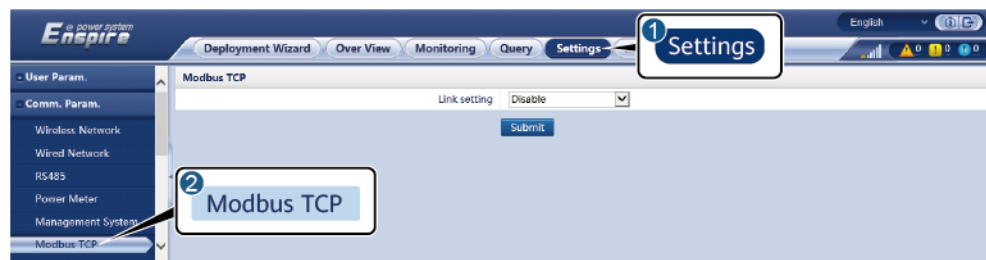 e power system
Enspire
English
Deployment Wizard
Over View
Monitoring
Query
Settings
1
Settings
0
0
0
User Param.
Modbus TCP
Comm. Param.
Link setting
Disable
Submit
Wireless Network
Wired Network
RS485
Power Meter
2
Modbus TCP
Management System
Modbus TCP